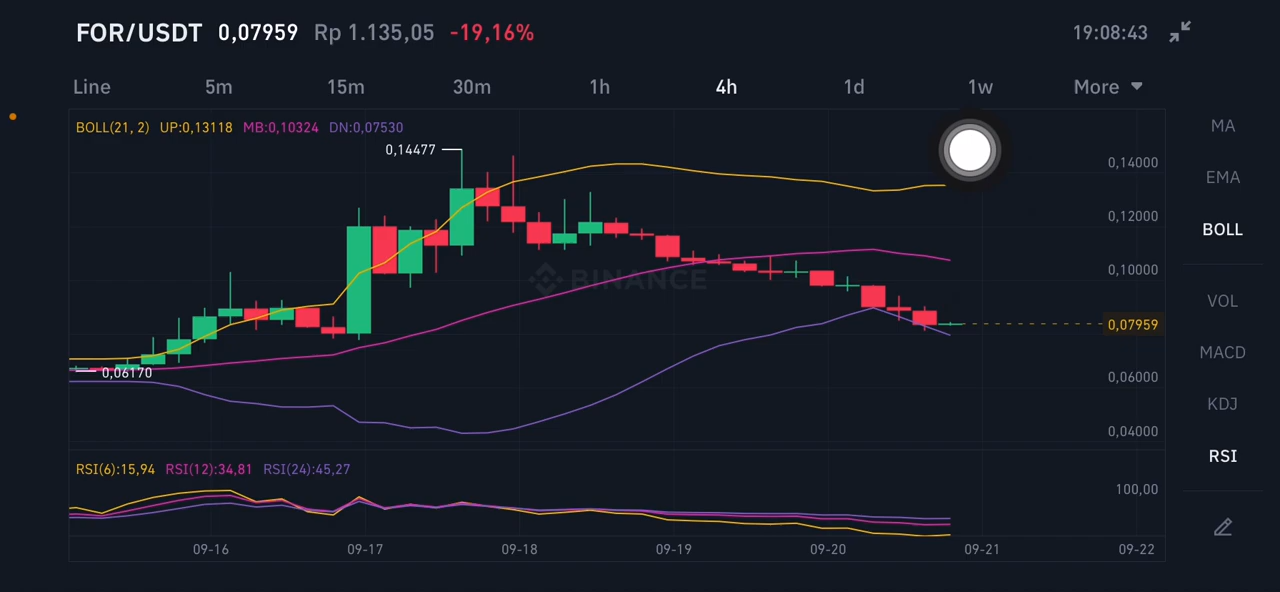 FOR/USDT 0,07959 Rp 1.135,05 -19,16% 19:08:43
Line 5m 15m 30m 1h 4h 1d 1w More
BOLL(21, 2) UP:0,13118 MB:0,10324 DN:0,07530
MA
0,14477
0,14000
EMA
0,12000
BOLL
0,10000
BINANCE
VOL
0,07959
MACD
0,06170
0,06000
KDJ
0,04000
RSI
RSI(6):15,94 RSI(12):34,81 RSI(24):45,27
100,00
09-16 09-17 09-18 09-19 09-20 09-21 09-22